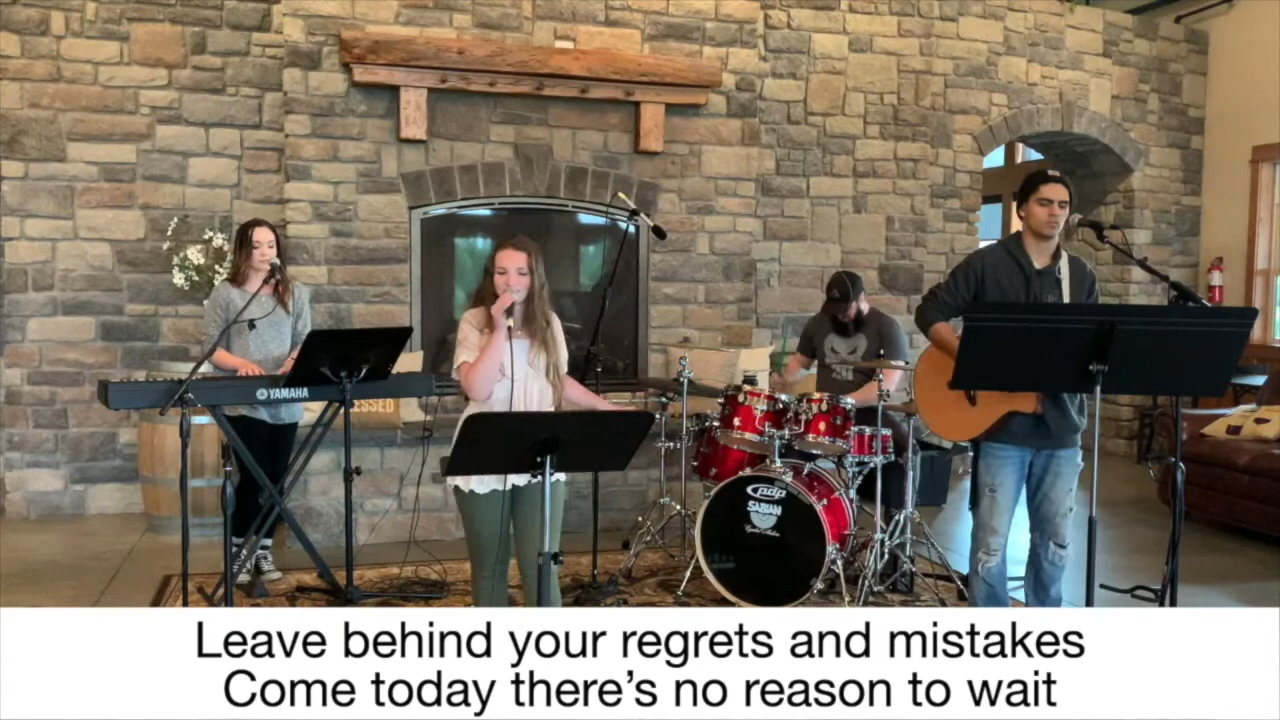 YAMAHA
ESSED
pdp
SABIAN
Leave behind your regrets and mistakes
Come today there's no reason to wait